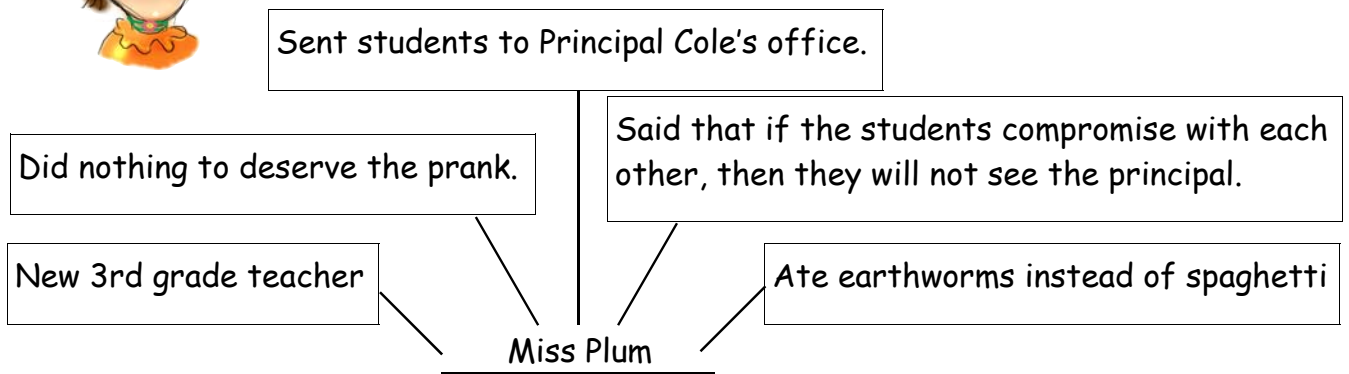 Sent students to Principal Cole's office.
Said that if the students compromise with each
other, then they will not see the principal.
Did nothing to deserve the prank.
New 3rd grade teacher
Ate earthworms instead of spaghetti
Miss Plum